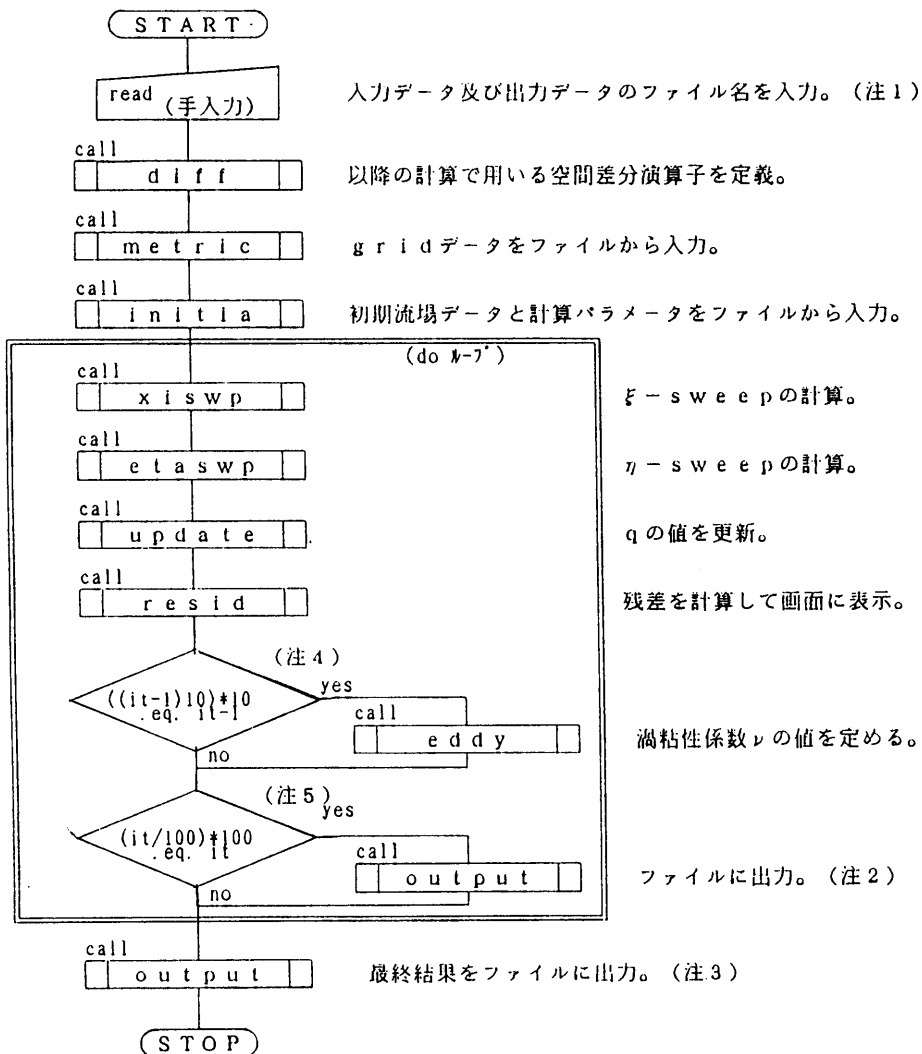 START
read
(手入力)
入力データ及び出力データのファイル名を入力。(注1)
call
diff
以降の計算で用いる空間差分演算子を定義。
call
metric
gridデータをファイルから入力。
call
initia
初期流場データと計算パラメータをファイルから入力。
(do ループ)
call
xiswp
ξ-sweepの計算。
call
etaswp
η-sweepの計算。
call
update
qの値を更新。
call
resid
残差を計算して画面に表示。
(注4)
((it-1)10)*10
.eq. it-1
yes
call
eddy
no
渦粘性係数νの値を定める。
(注5)
(it/100)*100
.eq. it
yes
call
output
no
ファイルに出力。(注2)
call
output
最終結果をファイルに出力。(注3)
STOP